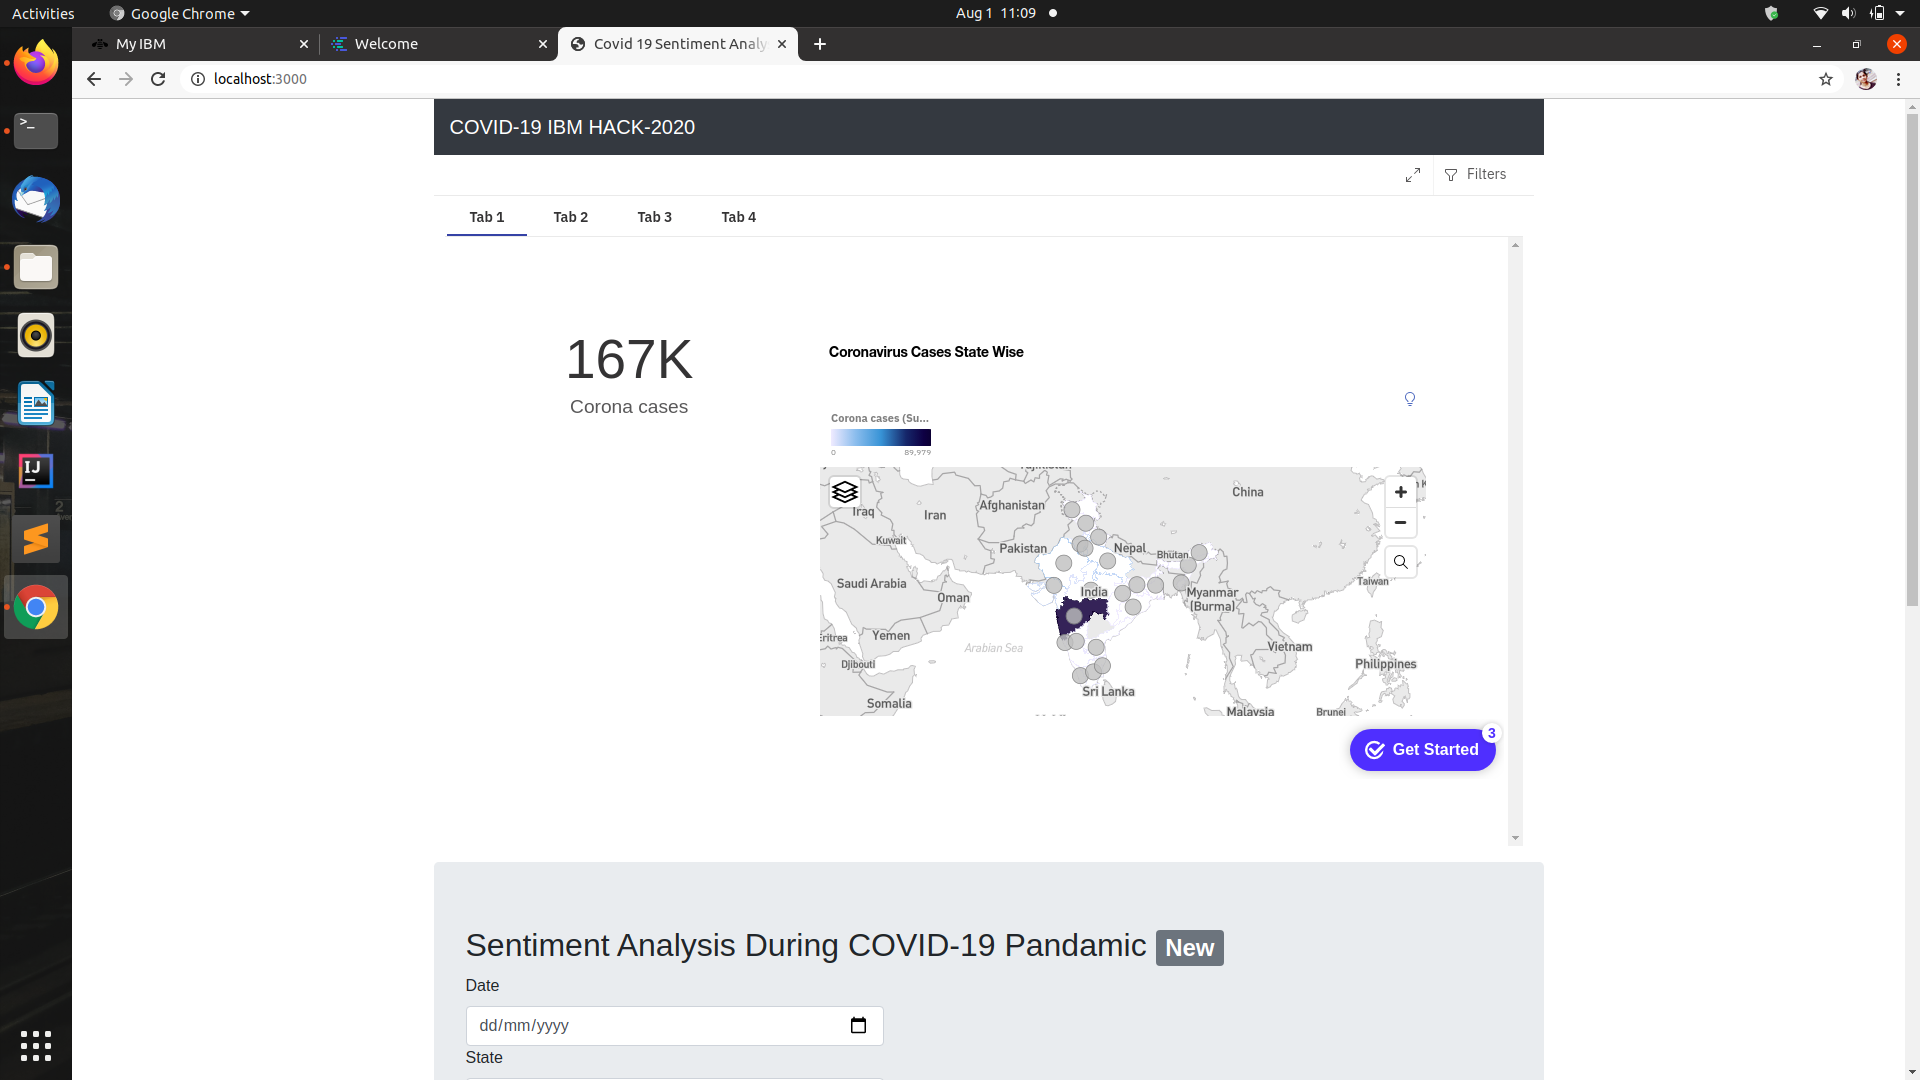 Activities
Google Chrome
Aug 1 11:09
My IBM
Welcome
Covid 19 Sentiment Analy
localhost:3000
COVID-19 IBM HACK-2020
Filters
Tab 1
Tab 2
Tab 3
Tab 4
167K
Corona cases
Coronavirus Cases State Wise
Corona cases (Su...
0
89,979
China
Afghanistan
Iraq
Iran
Kuwait
Pakistan
Nepal
Bhutan
Taiwan
Saudi Arabia
Oman
India
Myanmar
(Burma)
Eritrea
Yemen
Arabian Sea
Vietnam
Djibouti
Philippines
Sri Lanka
Somalia
Malaysia
Brunei
Get Started
3
Sentiment Analysis During COVID-19 Pandamic New
Date
dd/mm/yyyy
State